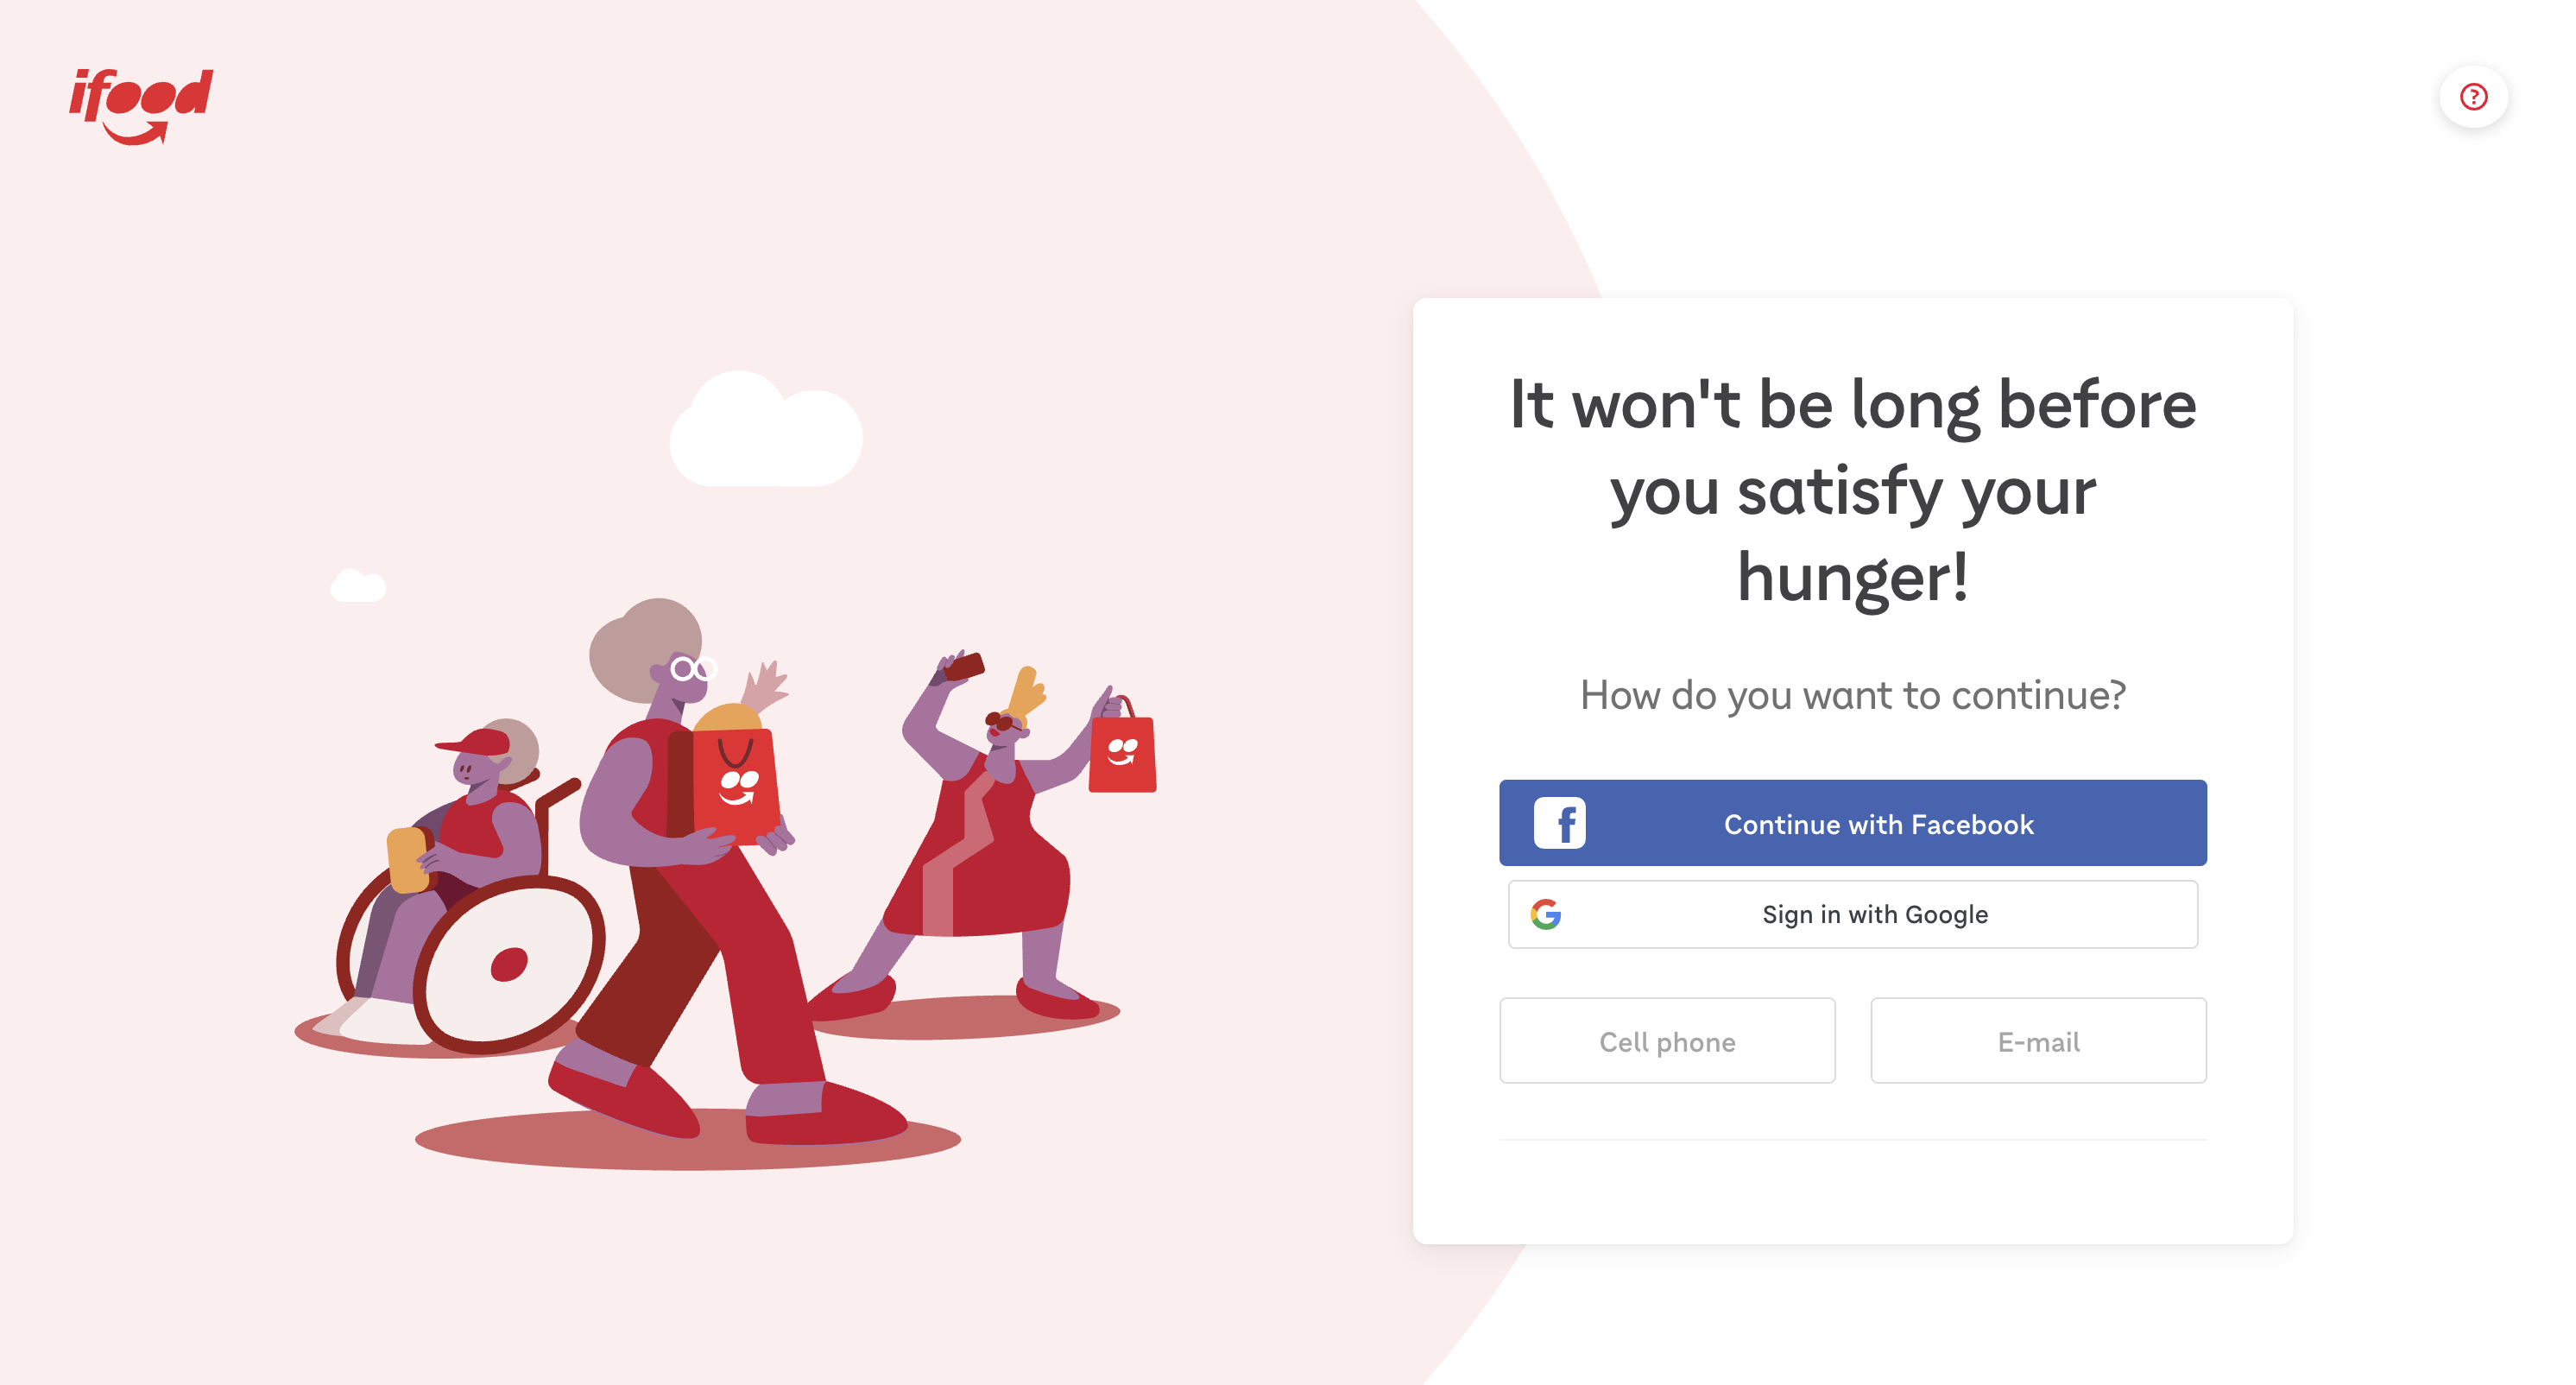 ifood
?
It won't be long before
you satisfy your
hunger!
How do you want to continue?
f
Continue with Facebook
G
Sign in with Google
Cell phone
E-mail